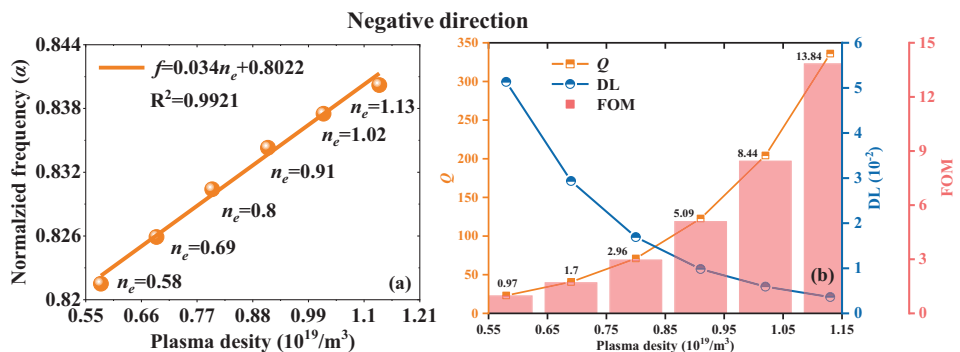 Negative direction
0.844
0.838
0.832
0.826
0.82
Normalzied frequency (α)
f=0.034nₑ+0.8022
R²=0.9921
nₑ=1.13
nₑ=1.02
nₑ=0.91
nₑ=0.8
nₑ=0.69
nₑ=0.58
(a)
0.55 0.66 0.77 0.88 0.99 1.1 1.21
Plasma desity (10¹⁹/m³)
350
300
250
200
150
100
50
0
Q
Q
DL
FOM
0.97
1.7
2.96
5.09
8.44
13.84
(b)
0.55 0.65 0.75 0.85 0.95 1.05 1.15
Plasma desity (10¹⁹/m³)
6
5
4
3
2
1
0
DL (10⁻²)
15
12
9
6
3
0
FOM